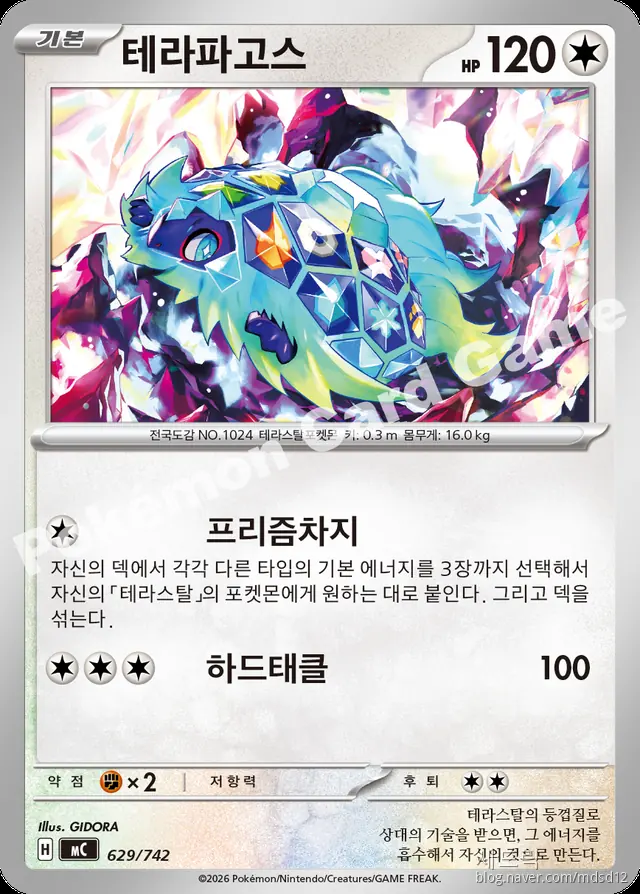 기본
테라파고스
HP 120
전국도감 NO.1024 테라스탈포켓몬 키: 0.3 m 몸무게: 16.0 kg
Pokémon Card Game
프리즘차지
자신의 덱에서 각각 다른 타입의 기본 에너지를 3장까지 선택해서
자신의 「테라스탈」의 포켓몬에게 원하는 대로 붙인다. 그리고 덱을
섞는다.
하드태클 100
약점 ×2 저항력 후퇴
Illus. GIDORA
H MC 629/742
테라스탈의 등껍질로
상대의 기술을 받으면, 그 에너지를
흡수해서 자신의 것으로 만든다.
©2026 Pokémon/Nintendo/Creatures/GAME FREAK.
blog.naver.com/mdsd12